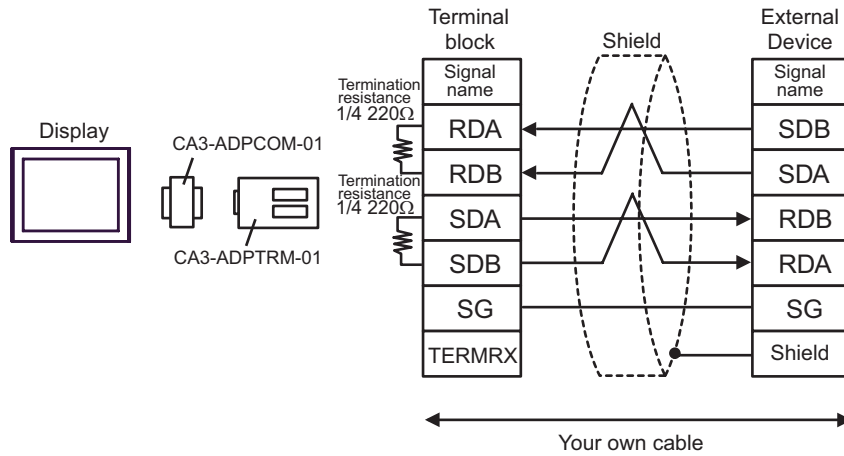 Display
CA3-ADPCOM-01
CA3-ADPTRM-01
Termination
resistance
1/4 220Ω
Termination
resistance
1/4 220Ω
Terminal
block
Signal
name
RDA
RDB
SDA
SDB
SG
TERMRX
Shield
External
Device
Signal
name
SDB
SDA
RDB
RDA
SG
Shield
Your own cable